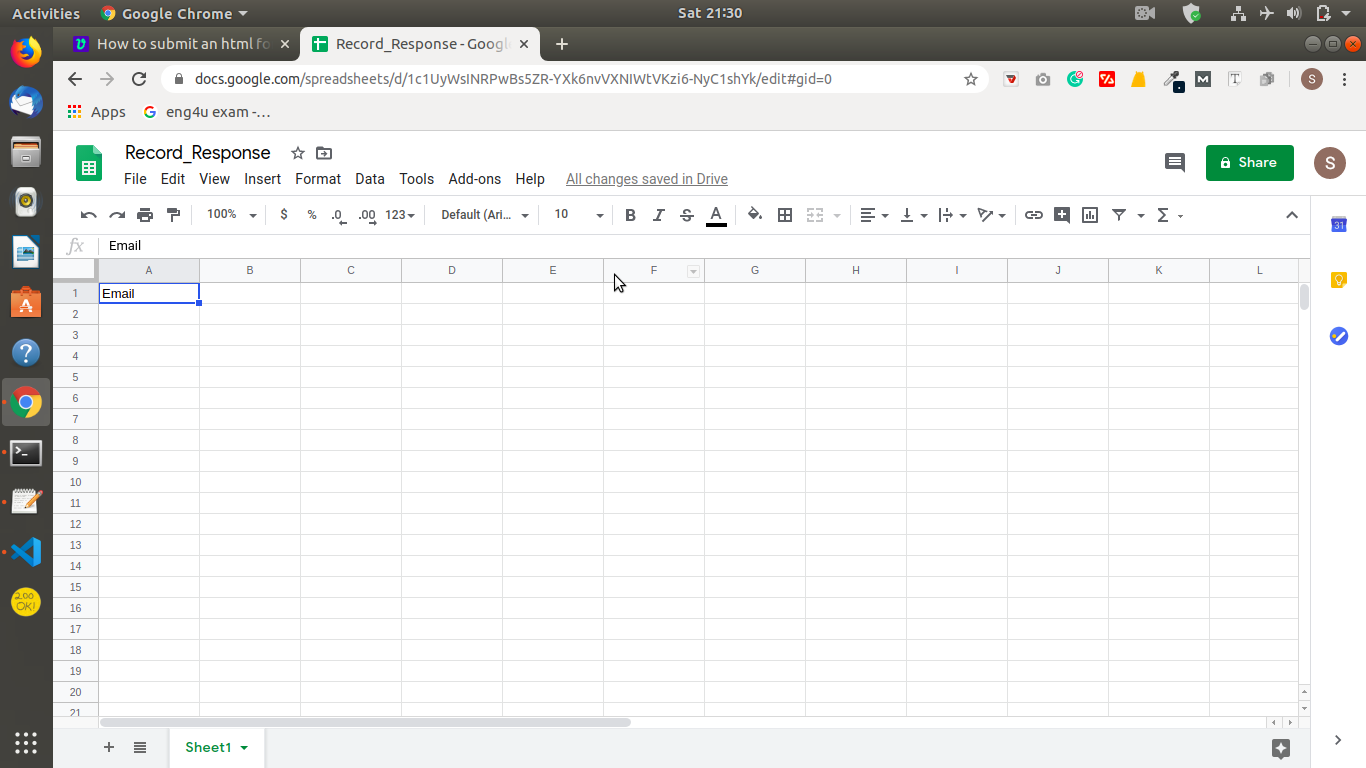 Activities Google Chrome Sat 21:30
How to submit an html fo Record_Response - Googl
docs.google.com/spreadsheets/d/1c1UyWsINRPwBs5ZR-YXk6nvVXNIWtVKzi6-NyC1shYk/edit#gid=0 S
Apps eng4u exam -...
Record_Response Share S
File Edit View Insert Format Data Tools Add-ons Help All changes saved in Drive
100% $ % .0 .00 123 Default (Ari... 10 B I S A
fx Email
A B C D E F G H I J K L
1 Email
2
3
4
5
6
7
8
9
10
11
12
13
14
15
16
17
18
19
20
21
200 OK!
31
Sheet1